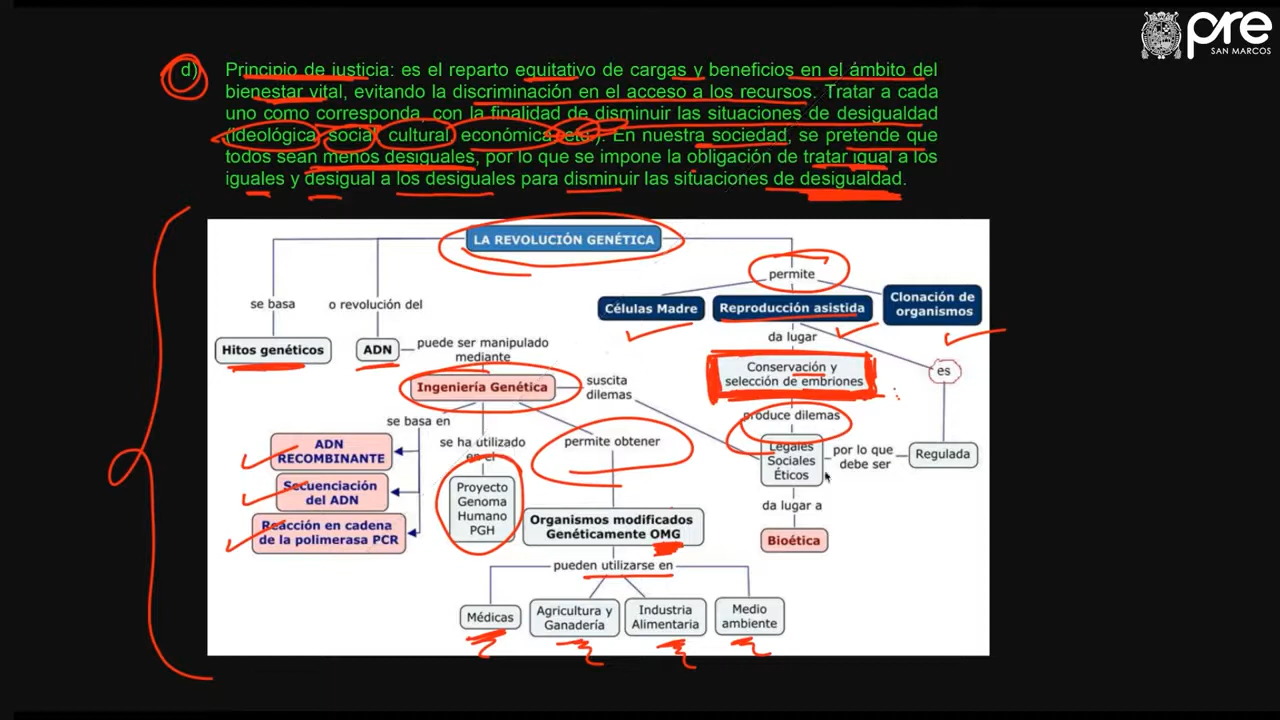 pre
SAN MARCOS
d) Principio de justicia: es el reparto equitativo de cargas y beneficios en el ámbito del
bienestar vital, evitando la discriminación en el acceso a los recursos. Tratar a cada
uno como corresponda, con la finalidad de disminuir las situaciones de desigualdad
(ideológica, social, cultural, económica, etc.). En nuestra sociedad, se pretende que
todos sean menos desiguales, por lo que se impone la obligación de tratar igual a los
iguales y desigual a los desiguales para disminuir las situaciones de desigualdad.
LA REVOLUCIÓN GENÉTICA
se basa
o revolución del
permite
Hitos genéticos
ADN
puede ser manipulado
mediante
Ingeniería Genética
suscita
dilemas
Células Madre
Reproducción asistida
Clonación de
organismos
da lugar
es
Conservación y
selección de embriones
produce dilemas
Legales
Sociales
Éticos
por lo que
debe ser
Regulada
da lugar a
Bioética
se basa en
ADN
RECOMBINANTE
Secuenciación
del ADN
Reacción en cadena
de la polimerasa PCR
se ha utilizado
en el
Proyecto
Genoma
Humano
PGH
permite obtener
Organismos modificados
Genéticamente OMG
pueden utilizarse en
Médicas
Agricultura y
Ganadería
Industria
Alimentaria
Medio
ambiente